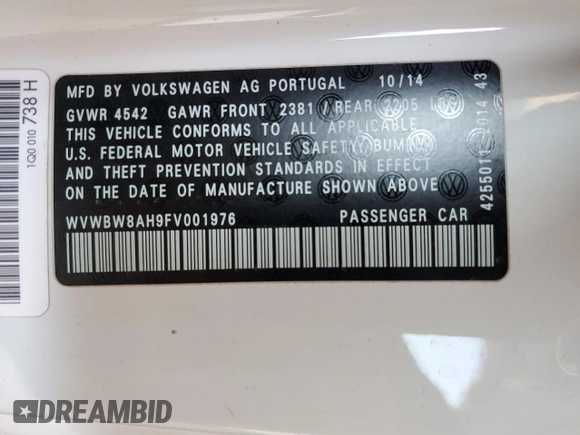 MFD BY VOLKSWAGEN AG PORTUGAL 10/14
GVWR 4542 GAWR FRONT 2381 / REAR 2205 LBS
THIS VEHICLE CONFORMS TO ALL APPLICABLE
U.S. FEDERAL MOTOR VEHICLE SAFETY, BUMPER
AND THEFT PREVENTION STANDARDS IN EFFECT
ON THE DATE OF MANUFACTURE SHOWN ABOVE
WVWBW8AH9FV001976 PASSENGER CAR
2014 43
1Q0 010 738 H
DREAMBID